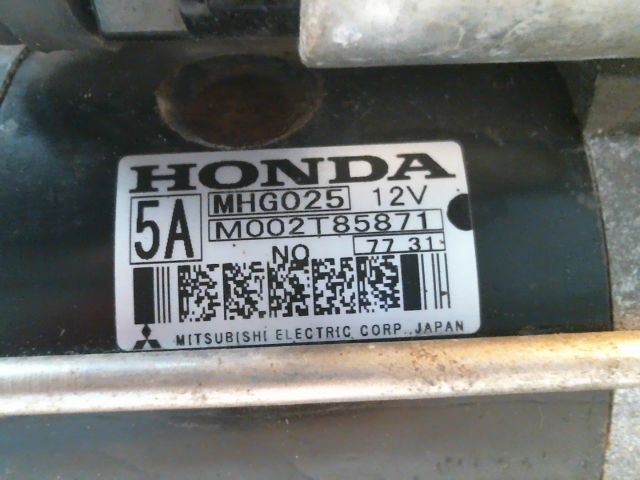 HONDA
5A
MHG025 12V
M002T85871
NO 77 31
MITSUBISHI ELECTRIC CORP., JAPAN